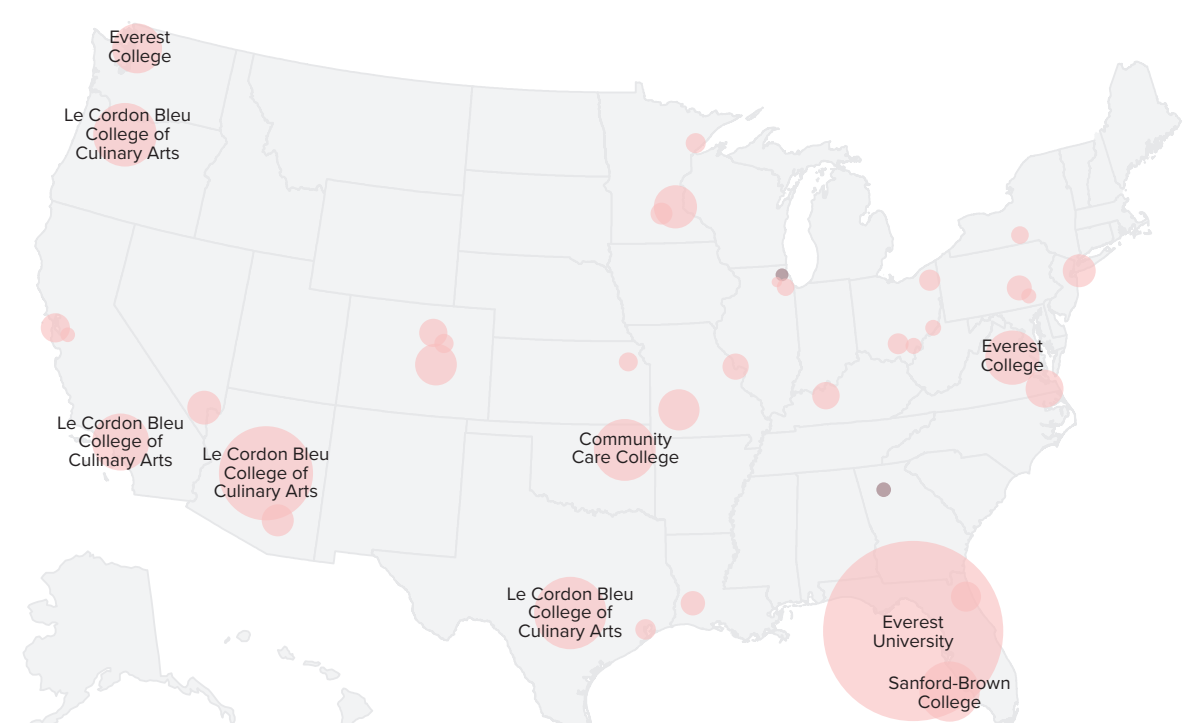 Everest
College
Le Cordon Bleu
College of
Culinary Arts
Everest
College
Le Cordon Bleu
College of
Culinary Arts
Le Cordon Bleu
College of
Culinary Arts
Community
Care College
Le Cordon Bleu
College of
Culinary Arts
Everest
University
Sanford-Brown
College